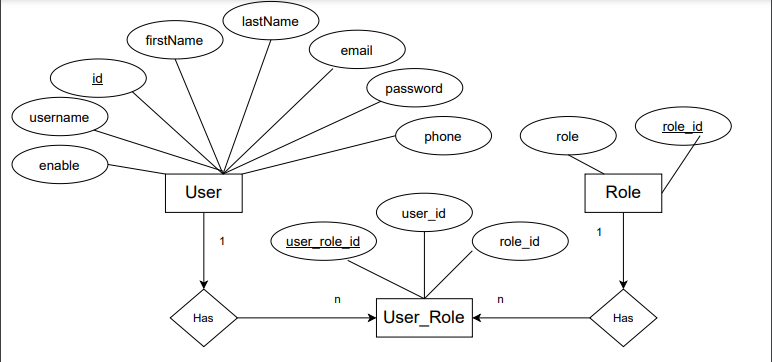 lastName
firstName
email
id
password
username
phone
role
role_id
enable
User
Role
user_id
1
user_role_id
role_id
1
n
n
Has
User_Role
Has